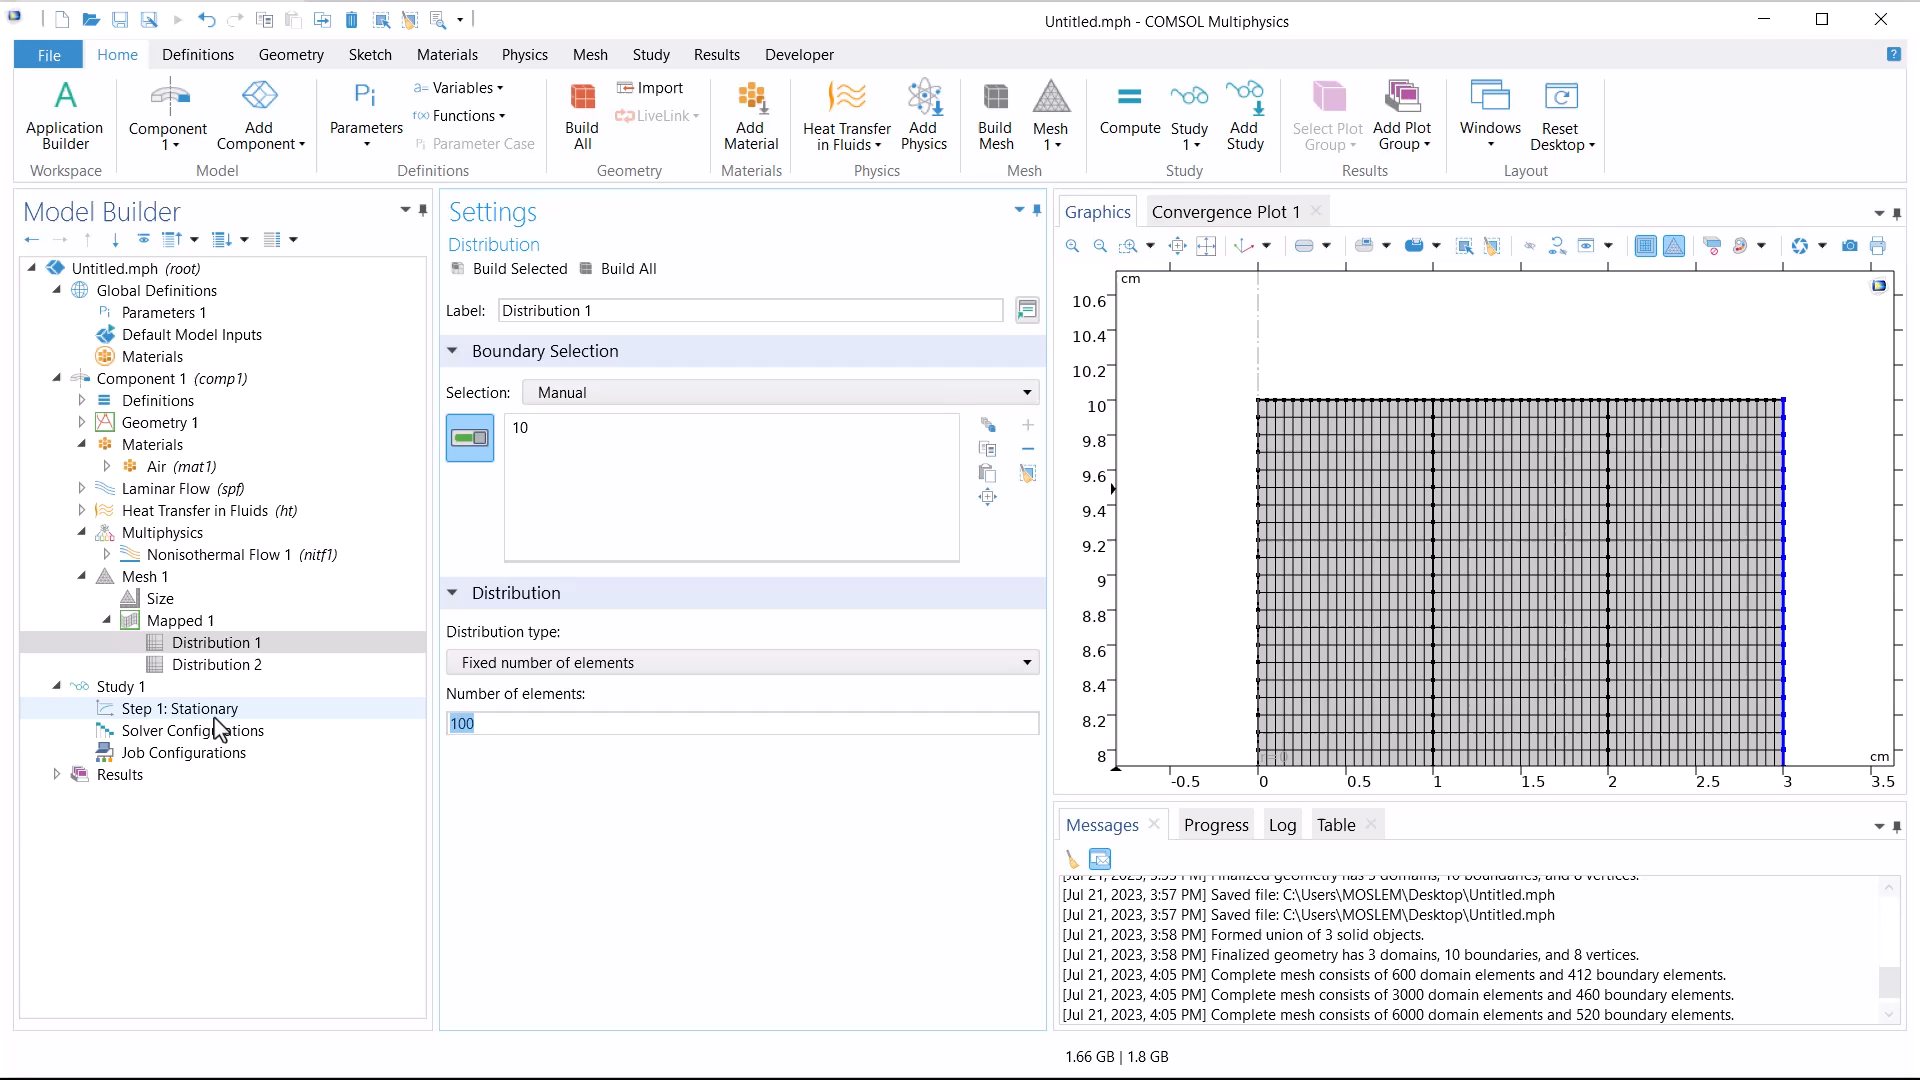 Untitled.mph - COMSOL Multiphysics
File Home Definitions Geometry Sketch Materials Physics Mesh Study Results Developer
Application Builder
Workspace
Component 1
Add Component
Model
Pi
Parameters
a= Variables
f(x) Functions
Pi Parameter Case
Definitions
Build All
Import
LiveLink
Geometry
Add Material
Materials
Heat Transfer in Fluids
Add Physics
Physics
Build Mesh
Mesh 1
Mesh
Compute
Study 1
Add Study
Study
Select Plot Group
Add Plot Group
Results
Windows
Reset Desktop
Layout
Model Builder
Untitled.mph (root)
Global Definitions
Pi Parameters 1
Default Model Inputs
Materials
Component 1 (comp1)
Definitions
Geometry 1
Materials
Air (mat1)
Laminar Flow (spf)
Heat Transfer in Fluids (ht)
Multiphysics
Nonisothermal Flow 1 (nitf1)
Mesh 1
Size
Mapped 1
Distribution 1
Distribution 2
Study 1
Step 1: Stationary
Solver Configurations
Job Configurations
Results
Settings
Distribution
Build Selected Build All
Label: Distribution 1
Boundary Selection
Selection: Manual
10
Distribution
Distribution type:
Fixed number of elements
Number of elements:
100
Graphics Convergence Plot 1
cm
10.6
10.4
10.2
10
9.8
9.6
9.4
9.2
9
8.8
8.6
8.4
8.2
8
r=0
cm
-0.5 0 0.5 1 1.5 2 2.5 3 3.5
Messages Progress Log Table
[Jul 21, 2023, 3:57 PM] Saved file: C:\Users\MOSLEM\Desktop\Untitled.mph
[Jul 21, 2023, 3:57 PM] Saved file: C:\Users\MOSLEM\Desktop\Untitled.mph
[Jul 21, 2023, 3:58 PM] Formed union of 3 solid objects.
[Jul 21, 2023, 3:58 PM] Finalized geometry has 3 domains, 10 boundaries, and 8 vertices.
[Jul 21, 2023, 4:05 PM] Complete mesh consists of 600 domain elements and 412 boundary elements.
[Jul 21, 2023, 4:05 PM] Complete mesh consists of 3000 domain elements and 460 boundary elements.
[Jul 21, 2023, 4:05 PM] Complete mesh consists of 6000 domain elements and 520 boundary elements.
1.66 GB | 1.8 GB